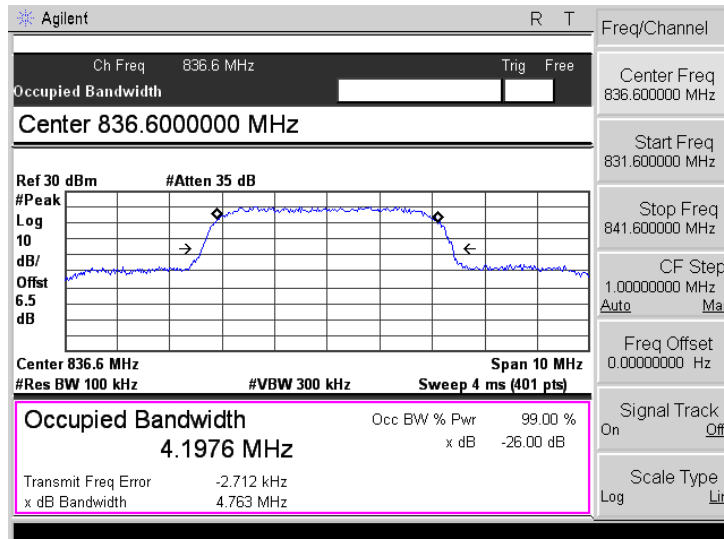 Agilent R T
Ch Freq 836.6 MHz Trig Free
Occupied Bandwidth
Center 836.6000000 MHz
Ref 30 dBm #Atten 35 dB
#Peak
Log
10
dB/
Offst
6.5
dB
Center 836.6 MHz Span 10 MHz
#Res BW 100 kHz #VBW 300 kHz Sweep 4 ms (401 pts)
Occupied Bandwidth Occ BW % Pwr 99.00 %
4.1976 MHz x dB -26.00 dB
Transmit Freq Error -2.712 kHz
x dB Bandwidth 4.763 MHz
Freq/Channel
Center Freq
836.600000 MHz
Start Freq
831.600000 MHz
Stop Freq
841.600000 MHz
CF Step
1.00000000 MHz
Auto Ma
Freq Offset
0.00000000 Hz
Signal Track
On Off
Scale Type
Log Lin